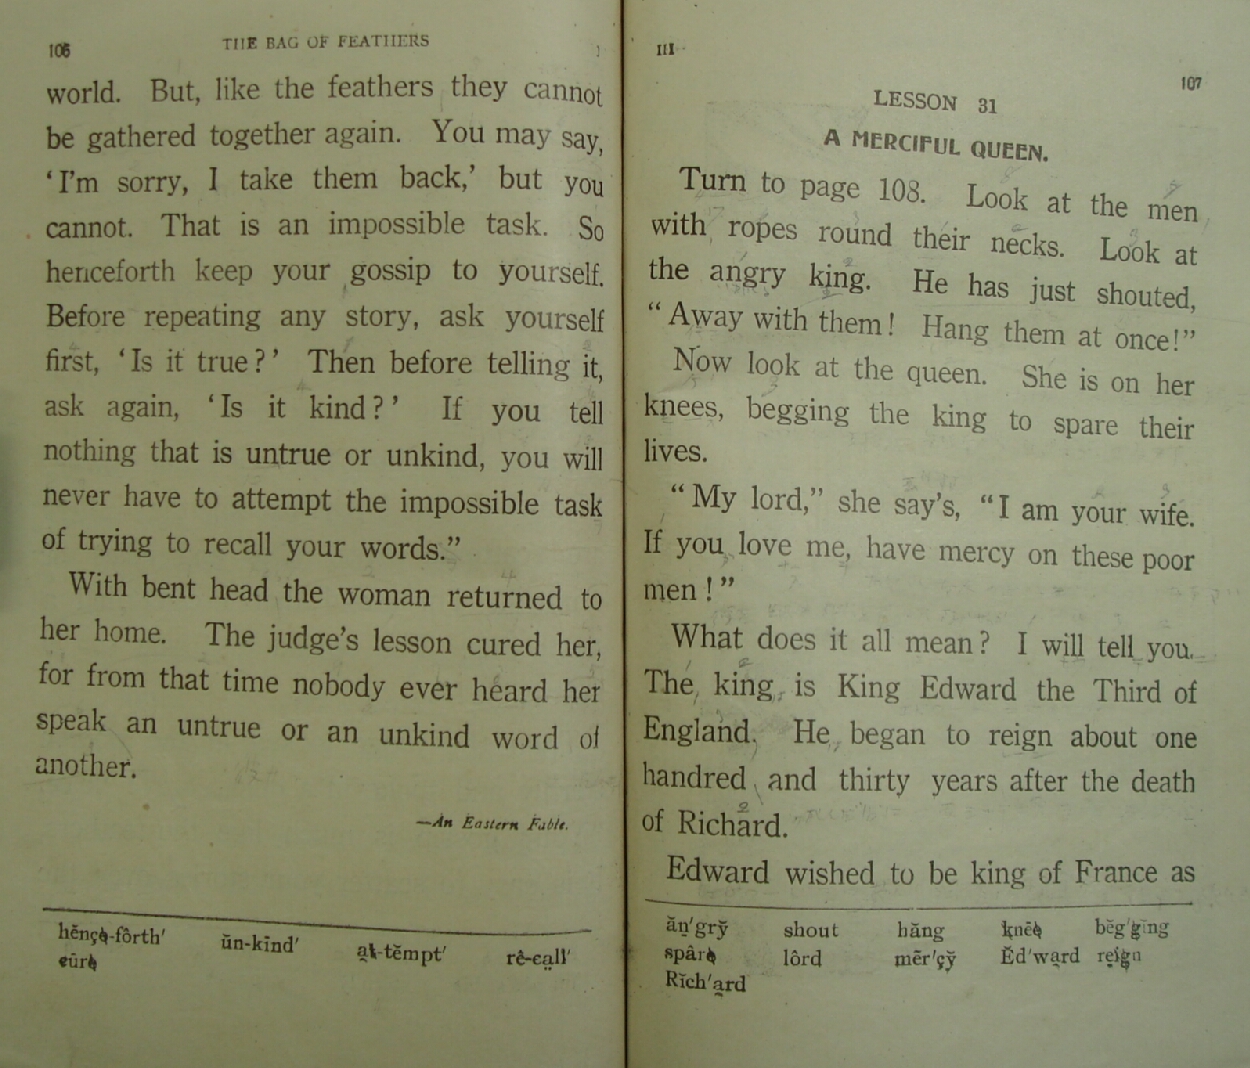 106
THE BAG OF FEATHERS
world. But, like the feathers they cannot
be gathered together again. You may say,
‘I'm sorry, I take them back,’ but you
cannot. That is an impossible task. So
henceforth keep your gossip to yourself.
Before repeating any story, ask yourself
first, ‘Is it true?’ Then before telling it,
ask again, ‘Is it kind?’ If you tell
nothing that is untrue or unkind, you will
never have to attempt the impossible task
of trying to recall your words.”
With bent head the woman returned to
her home. The judge's lesson cured her,
for from that time nobody ever heard her
speak an untrue or an unkind word of
another.
—An Eastern Fable.
hĕnçe-fôrth′ ŭn-kīnd′ at-tĕmpt′ rê-call′
cūre
III
107
LESSON 31
A MERCIFUL QUEEN.
Turn to page 108. Look at the men
with ropes round their necks. Look at
the angry king. He has just shouted,
“Away with them! Hang them at once!”
Now look at the queen. She is on her
knees, begging the king to spare their
lives.
“My lord,” she say's, “I am your wife.
If you love me, have mercy on these poor
men!”
What does it all mean? I will tell you.
The king is King Edward the Third of
England. He began to reign about one
handred and thirty years after the death
of Richard.
Edward wished to be king of France as
ăṉ′gry̆ shout hăng knēe bĕg′ging
spâre lôrd mẽr′çy̆ Ĕd′ward reign
Rĭch′ard